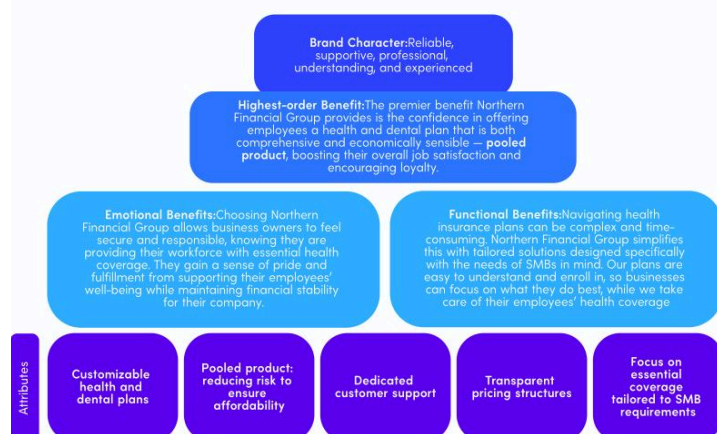 Brand Character:Reliable,
supportive, professional,
understanding, and experienced
Highest-order Benefit:The premier benefit Northern
Financial Group provides is the confidence in offering
employees a health and dental plan that is both
comprehensive and economically sensible — pooled
product, boosting their overall job satisfaction and
encouraging loyalty.
Emotional Benefits:Choosing Northern
Financial Group allows business owners to feel
secure and responsible, knowing they are
providing their workforce with essential health
coverage. They gain a sense of pride and
fulfillment from supporting their employees'
well-being while maintaining financial stability
for their company.
Functional Benefits:Navigating health
insurance plans can be complex and time-
consuming. Northern Financial Group simplifies
this with tailored solutions designed specifically
with the needs of SMBs in mind. Our plans are
easy to understand and enroll in, so businesses
can focus on what they do best, while we take
care of their employees' health coverage
Attributes
Customizable
health and
dental plans
Pooled product:
reducing risk to
ensure
affordability
Dedicated
customer support
Transparent
pricing structures
Focus on
essential
coverage
tailored to SMB
requirements